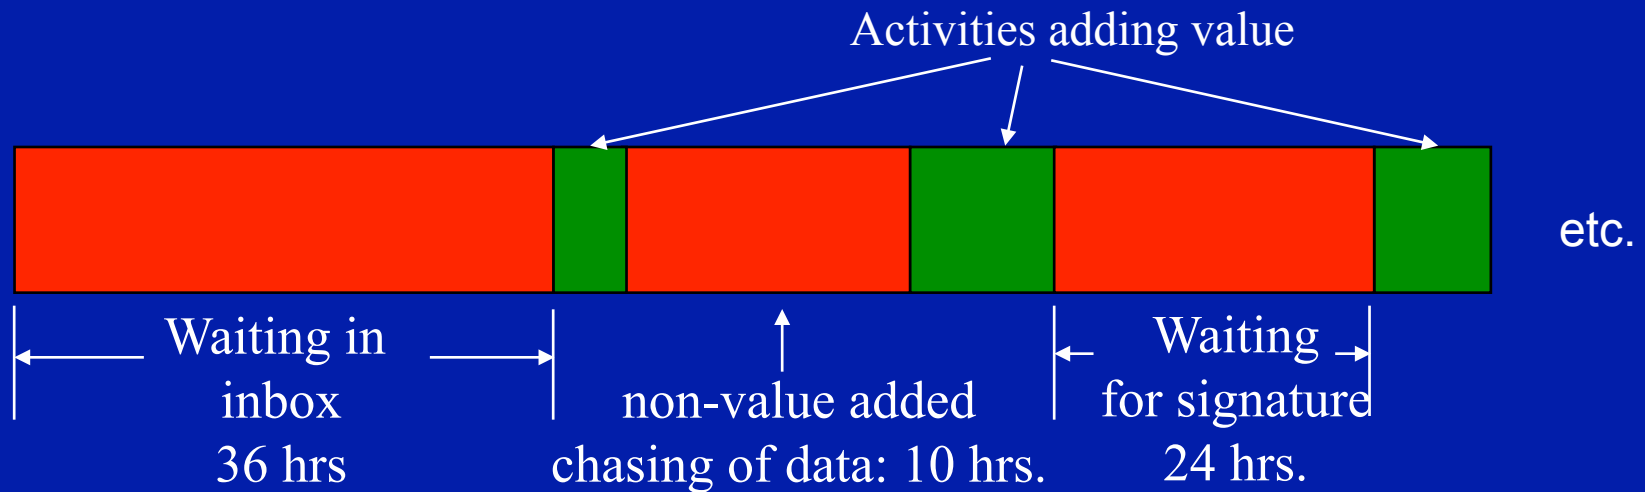 Activities adding value
etc.
Waiting in
inbox
36 hrs
non-value added
chasing of data: 10 hrs.
Waiting
for signature
24 hrs.